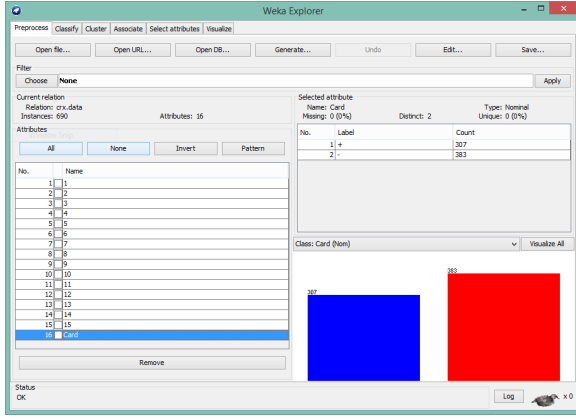 Weka Explorer
Preprocess Classify Cluster Associate Select attributes Visualize
Open file... Open URL... Open DB... Generate... Undo Edit... Save...
Filter
Choose None Apply
Current relation
Relation: crx.data
Instances: 690 Attributes: 16
Attributes
All None Invert Pattern
No. Name
1 1
2 2
3 3
4 4
5 5
6 6
7 7
8 8
9 9
10 10
11 11
12 12
13 13
14 14
15 15
16 Card
Remove
Selected attribute
Name: Card Type: Nominal
Missing: 0 (0%) Distinct: 2 Unique: 0 (0%)
No. Label Count
1 + 307
2 - 383
Class: Card (Nom) Visualize All
307
383
Status
OK
Log x 0